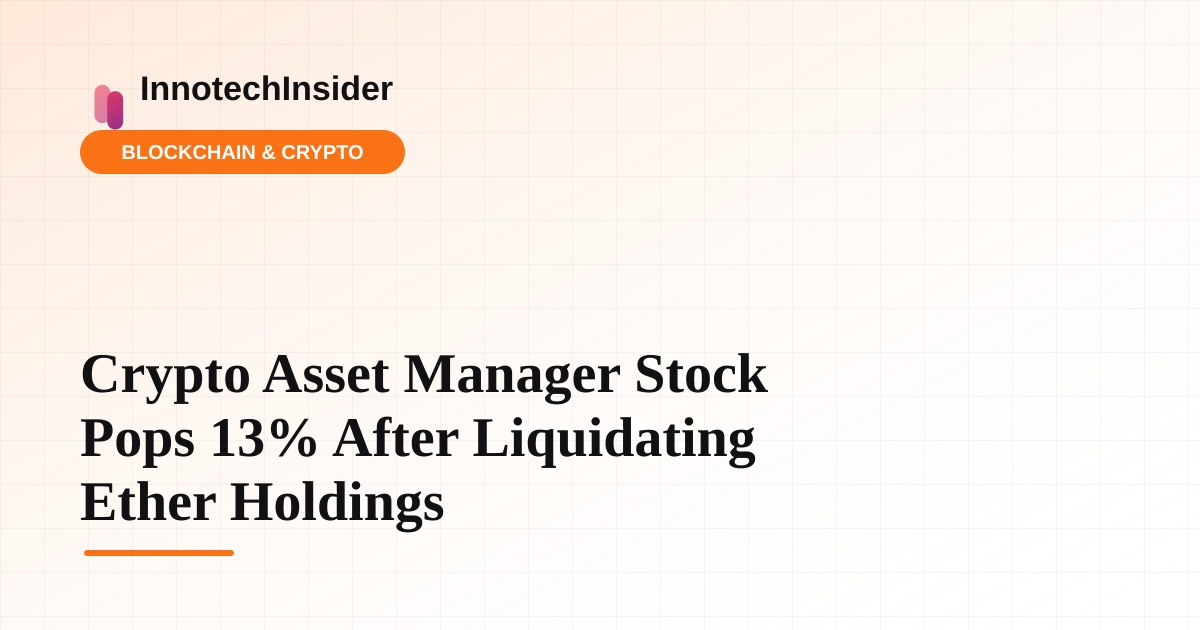 InnotechInsider
BLOCKCHAIN & CRYPTO
Crypto Asset Manager Stock
Pops 13% After Liquidating
Ether Holdings